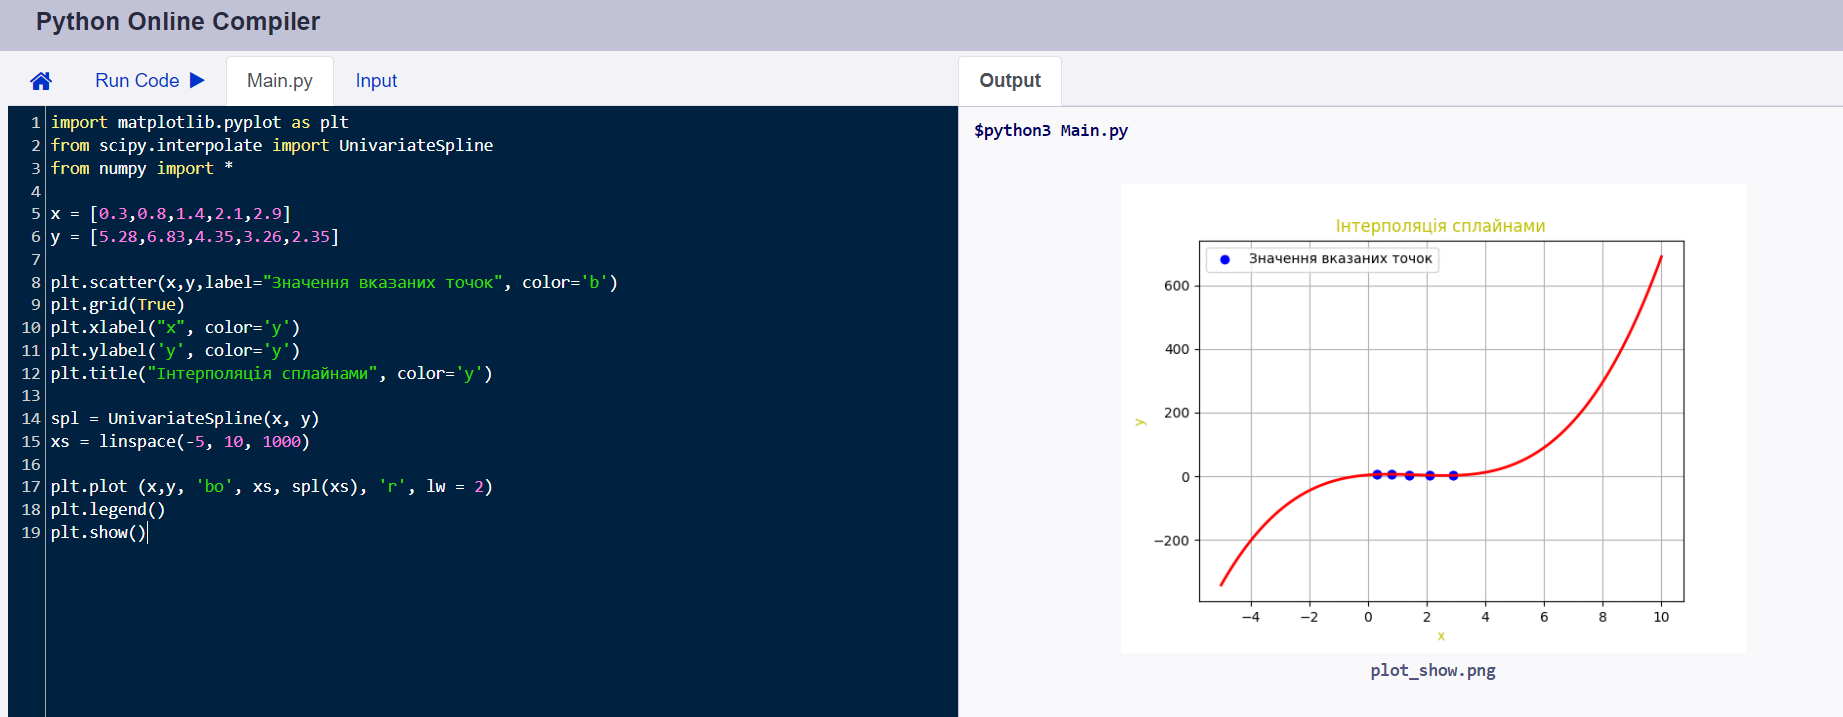 Python Online Compiler
Run Code Main.py Input
1 import matplotlib.pyplot as plt
2 from scipy.interpolate import UnivariateSpline
3 from numpy import *
4
5 x = [0.3,0.8,1.4,2.1,2.9]
6 y = [5.28,6.83,4.35,3.26,2.35]
7
8 plt.scatter(x,y,label="Значення вказаних точок", color='b')
9 plt.grid(True)
10 plt.xlabel("x", color='y')
11 plt.ylabel('y', color='y')
12 plt.title("Інтерполяція сплайнами", color='y')
13
14 spl = UnivariateSpline(x, y)
15 xs = linspace(-5, 10, 1000)
16
17 plt.plot (x,y, 'bo', xs, spl(xs), 'r', lw = 2)
18 plt.legend()
19 plt.show()
Output
$python3 Main.py
Інтерполяція сплайнами
Значення вказаних точок
600
400
200
0
−200
y
−4 −2 0 2 4 6 8 10
x
plot_show.png